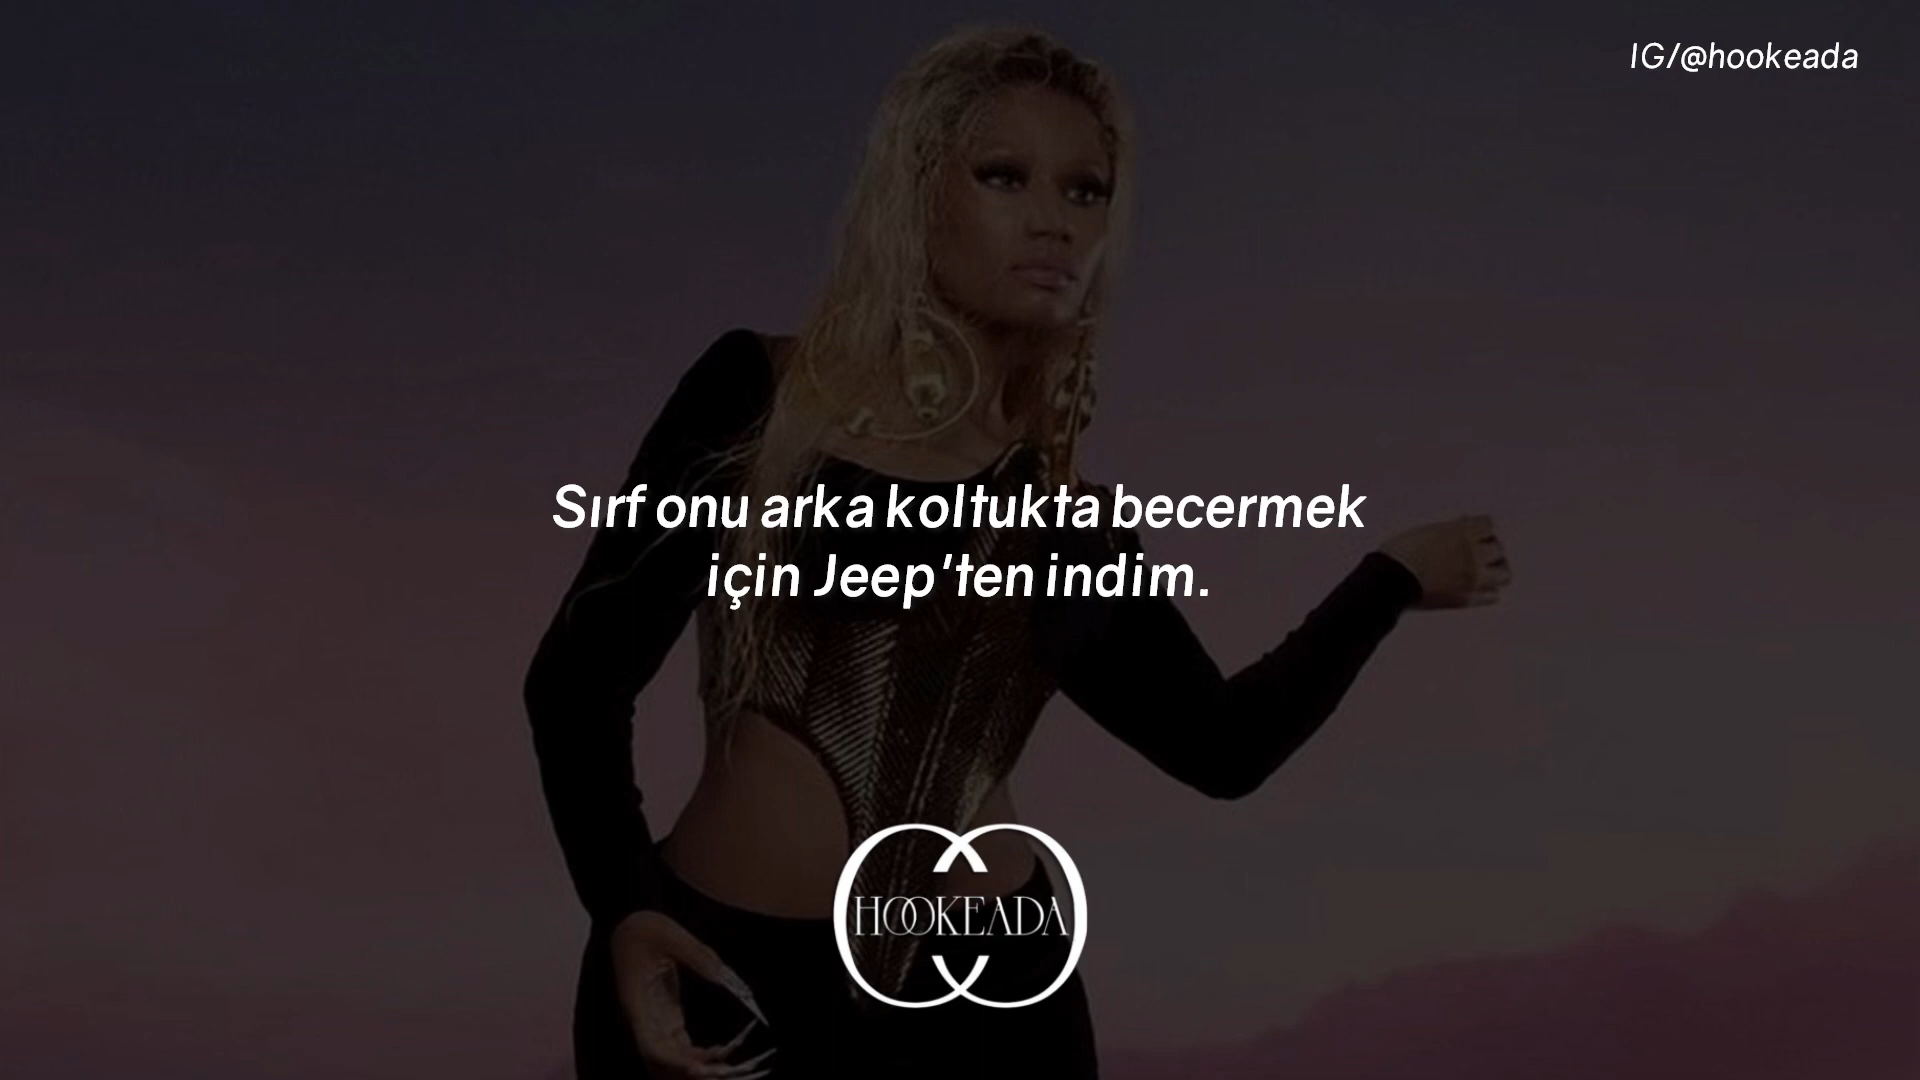 IG/@hookeada
Sırf onu arka koltukta becermek
için Jeep'ten indim.
HOOKEADA